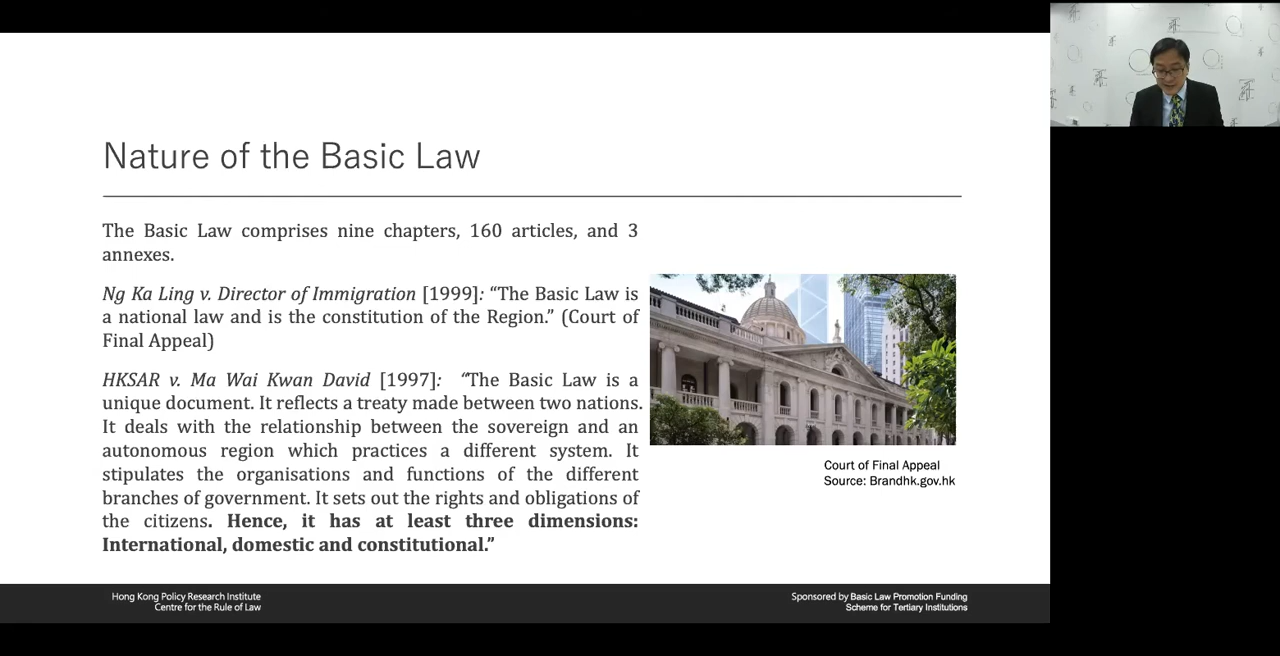 Nature of the Basic Law
The Basic Law comprises nine chapters, 160 articles, and 3
annexes.
Ng Ka Ling v. Director of Immigration [1999]: “The Basic Law is
a national law and is the constitution of the Region.” (Court of
Final Appeal)
HKSAR v. Ma Wai Kwan David [1997]: “The Basic Law is a
unique document. It reflects a treaty made between two nations.
It deals with the relationship between the sovereign and an
autonomous region which practices a different system. It
stipulates the organisations and functions of the different
branches of government. It sets out the rights and obligations of
the citizens. Hence, it has at least three dimensions:
International, domestic and constitutional.”
Court of Final Appeal
Source: Brandhk.gov.hk
Hong Kong Policy Research Institute
Centre for the Rule of Law
Sponsored by Basic Law Promotion Funding
Scheme for Tertiary Institutions